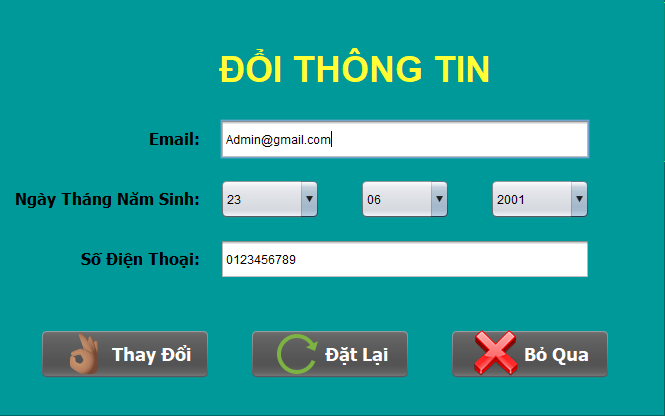 ĐỔI THÔNG TIN
Email: Admin@gmail.com
Ngày Tháng Năm Sinh: 23 06 2001
Số Điện Thoại: 0123456789
Thay Đổi Đặt Lại Bỏ Qua